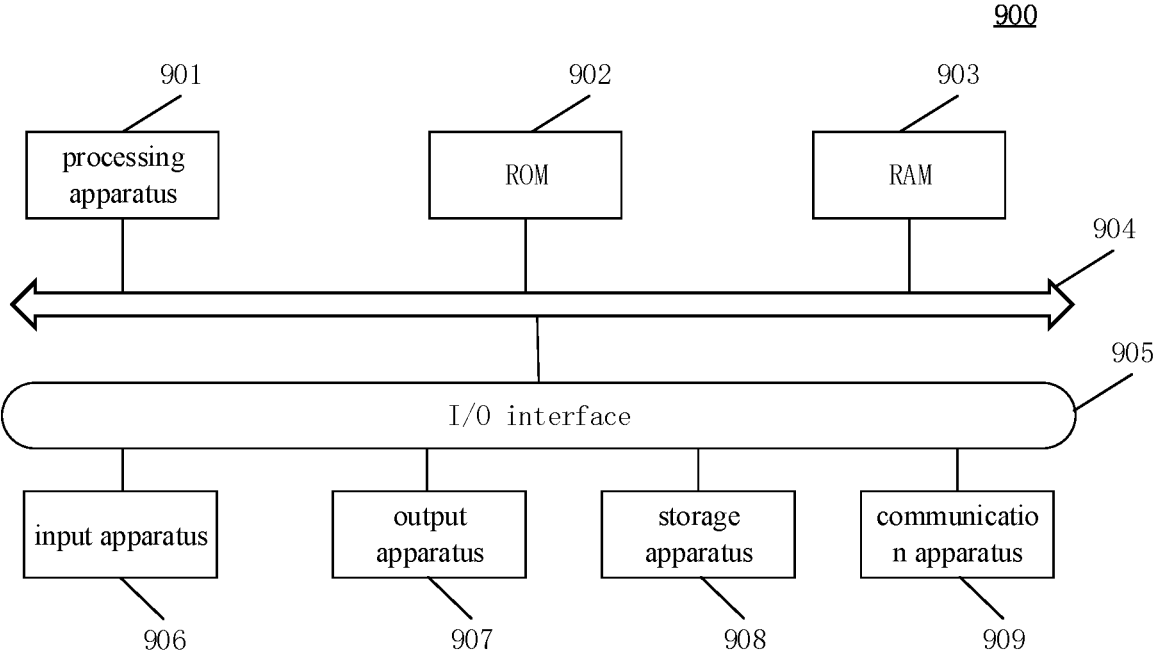 900
901
902
903
processing
apparatus
ROM
RAM
904
905
I/O interface
input apparatus
output
apparatus
storage
apparatus
communicatio
n apparatus
906
907
908
909